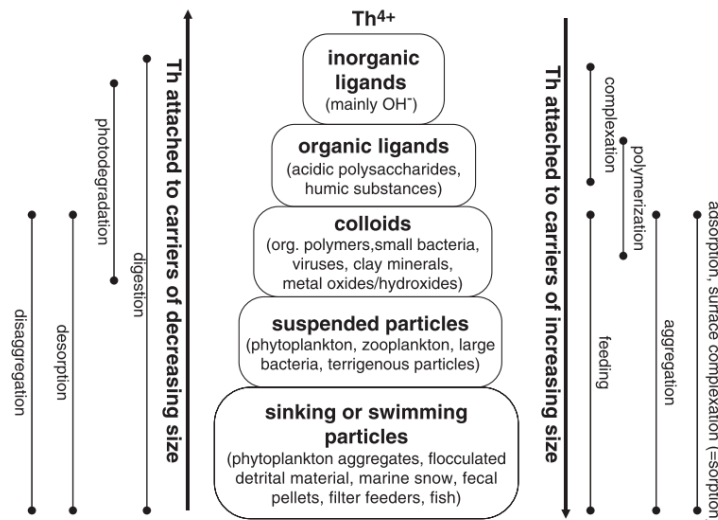 Th4+
inorganic
ligands
(mainly OH-)
organic ligands
(acidic polysaccharides,
humic substances)
colloids
(org. polymers,small bacteria,
viruses, clay minerals,
metal oxides/hydroxides)
suspended particles
(phytoplankton, zooplankton, large
bacteria, terrigenous particles)
sinking or swimming
particles
(phytoplankton aggregates, flocculated
detrital material, marine snow, fecal
pellets, filter feeders, fish)
disaggregation
desorption
photodegradation
digestion
Th attached to carriers of decreasing size
Th attached to carriers of increasing size
complexation
feeding
polymerization
aggregation
adsorption, surrace complexation (=sorption